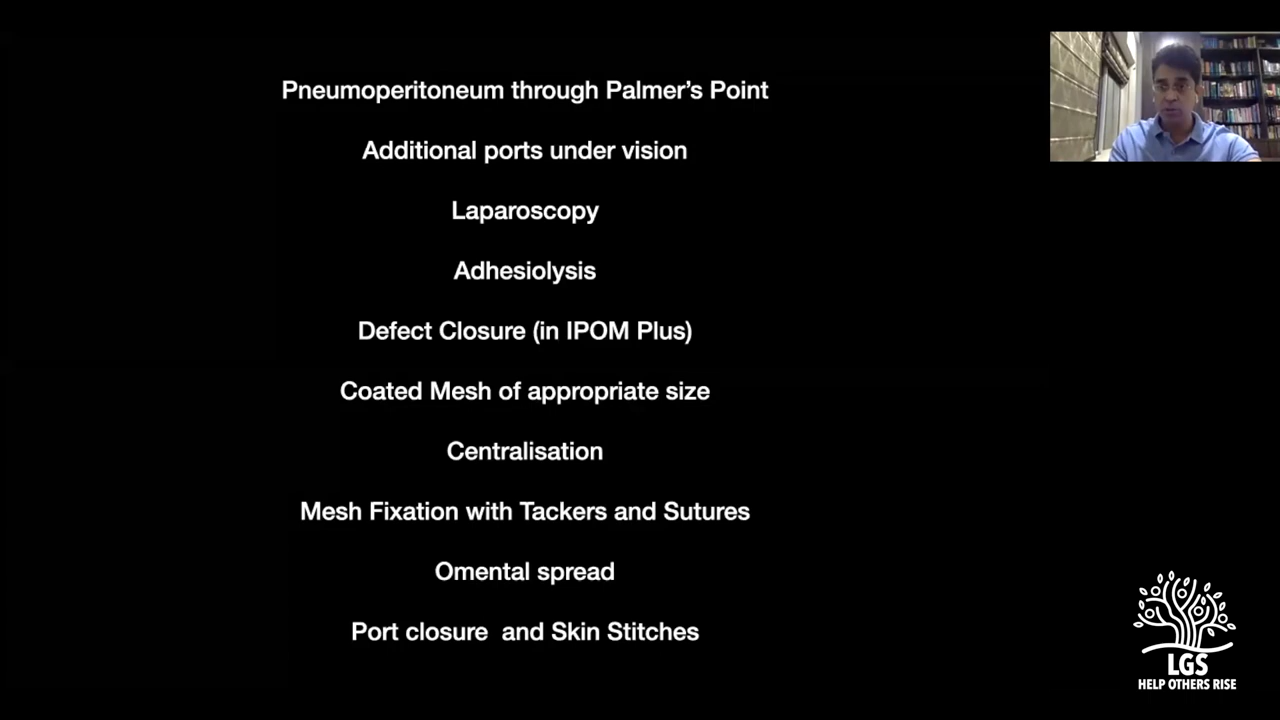 Pneumoperitoneum through Palmer's Point
Additional ports under vision
Laparoscopy
Adhesiolysis
Defect Closure (in IPOM Plus)
Coated Mesh of appropriate size
Centralisation
Mesh Fixation with Tackers and Sutures
Omental spread
Port closure and Skin Stitches
LGS
HELP OTHERS RISE